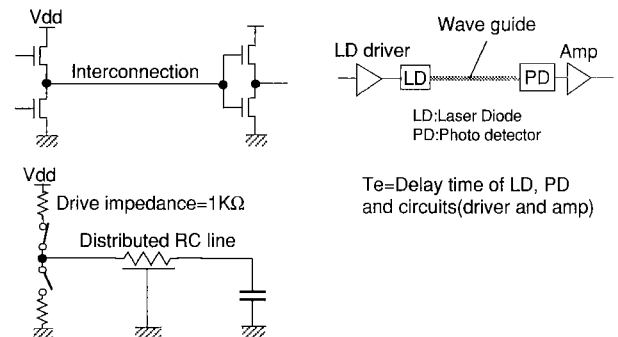 Vdd
Interconnection
Vdd
Drive impedance=1KΩ
Distributed RC line
Wave guide
LD driver
Amp
LD
PD
LD:Laser Diode
PD:Photo detector
Te=Delay time of LD, PD
and circuits(driver and amp)